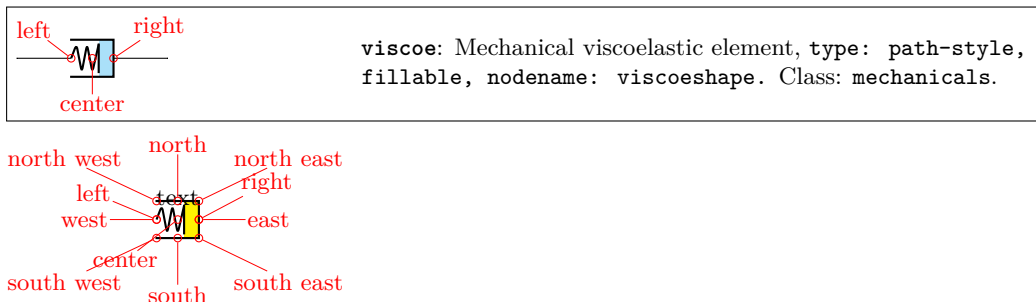 left
right
center
viscoe: Mechanical viscoelastic element, type: path-style,
fillable, nodename: viscoeshape. Class: mechanicals.
north
north west
north east
text
right
left
west
east
center
south west
south east
south